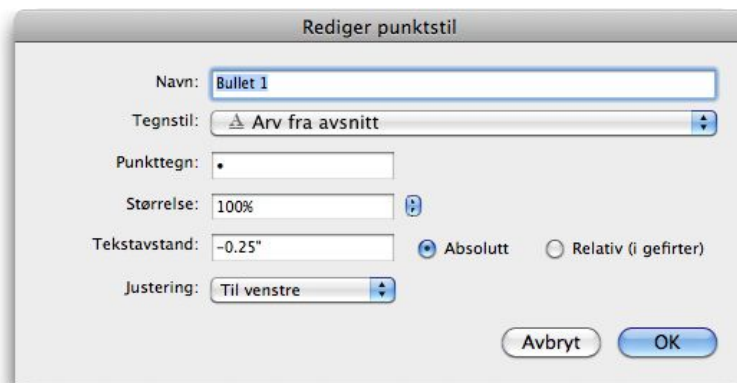 Rediger punktstil
Navn: Bullet 1
Tegnstil: A Arv fra avsnitt
Punkttegn: •
Størrelse: 100%
Tekstavstand: -0.25" Absolutt Relativ (i gefirter)
Justering: Til venstre
Avbryt OK